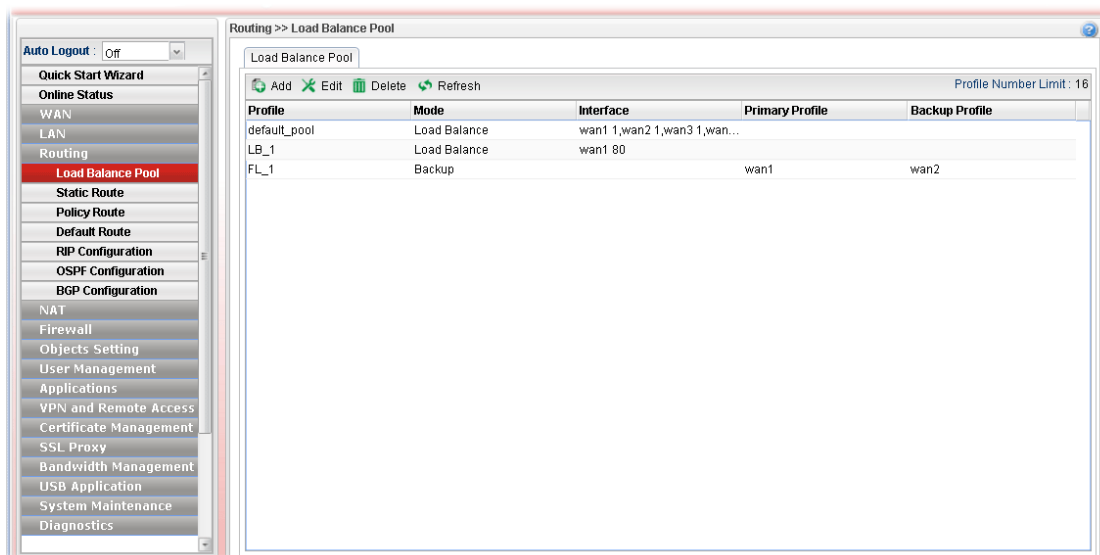 Routing >> Load Balance Pool
Auto Logout : Off
Quick Start Wizard
Online Status
WAN
LAN
Routing
Load Balance Pool
Static Route
Policy Route
Default Route
RIP Configuration
OSPF Configuration
BGP Configuration
NAT
Firewall
Objects Setting
User Management
Applications
VPN and Remote Access
Certificate Management
SSL Proxy
Bandwidth Management
USB Application
System Maintenance
Diagnostics
Load Balance Pool
Add Edit Delete Refresh Profile Number Limit : 16
Profile Mode Interface Primary Profile Backup Profile
default_pool Load Balance wan1 1,wan2 1,wan3 1,wan...
LB_1 Load Balance wan1 80
FL_1 Backup wan1 wan2